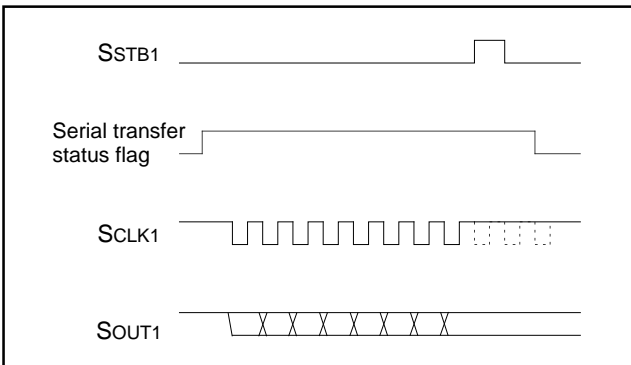 SSTB1
Serial transfer
status flag
SCLK1
SOUT1